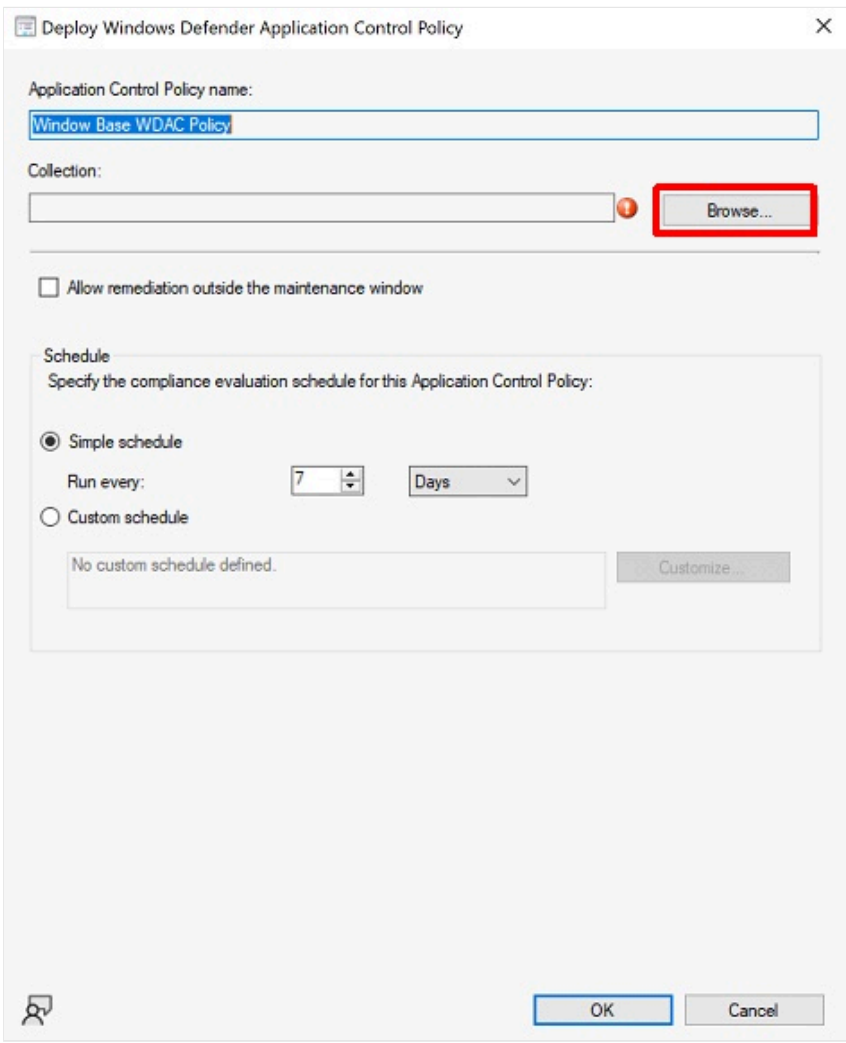 Deploy Windows Defender Application Control Policy
Application Control Policy name:
Window Base WDAC Policy
Collection:
Browse...
Allow remediation outside the maintenance window
Schedule
Specify the compliance evaluation schedule for this Application Control Policy:
Simple schedule
Run every: 7 Days
Custom schedule
No custom schedule defined. Customize...
OK Cancel